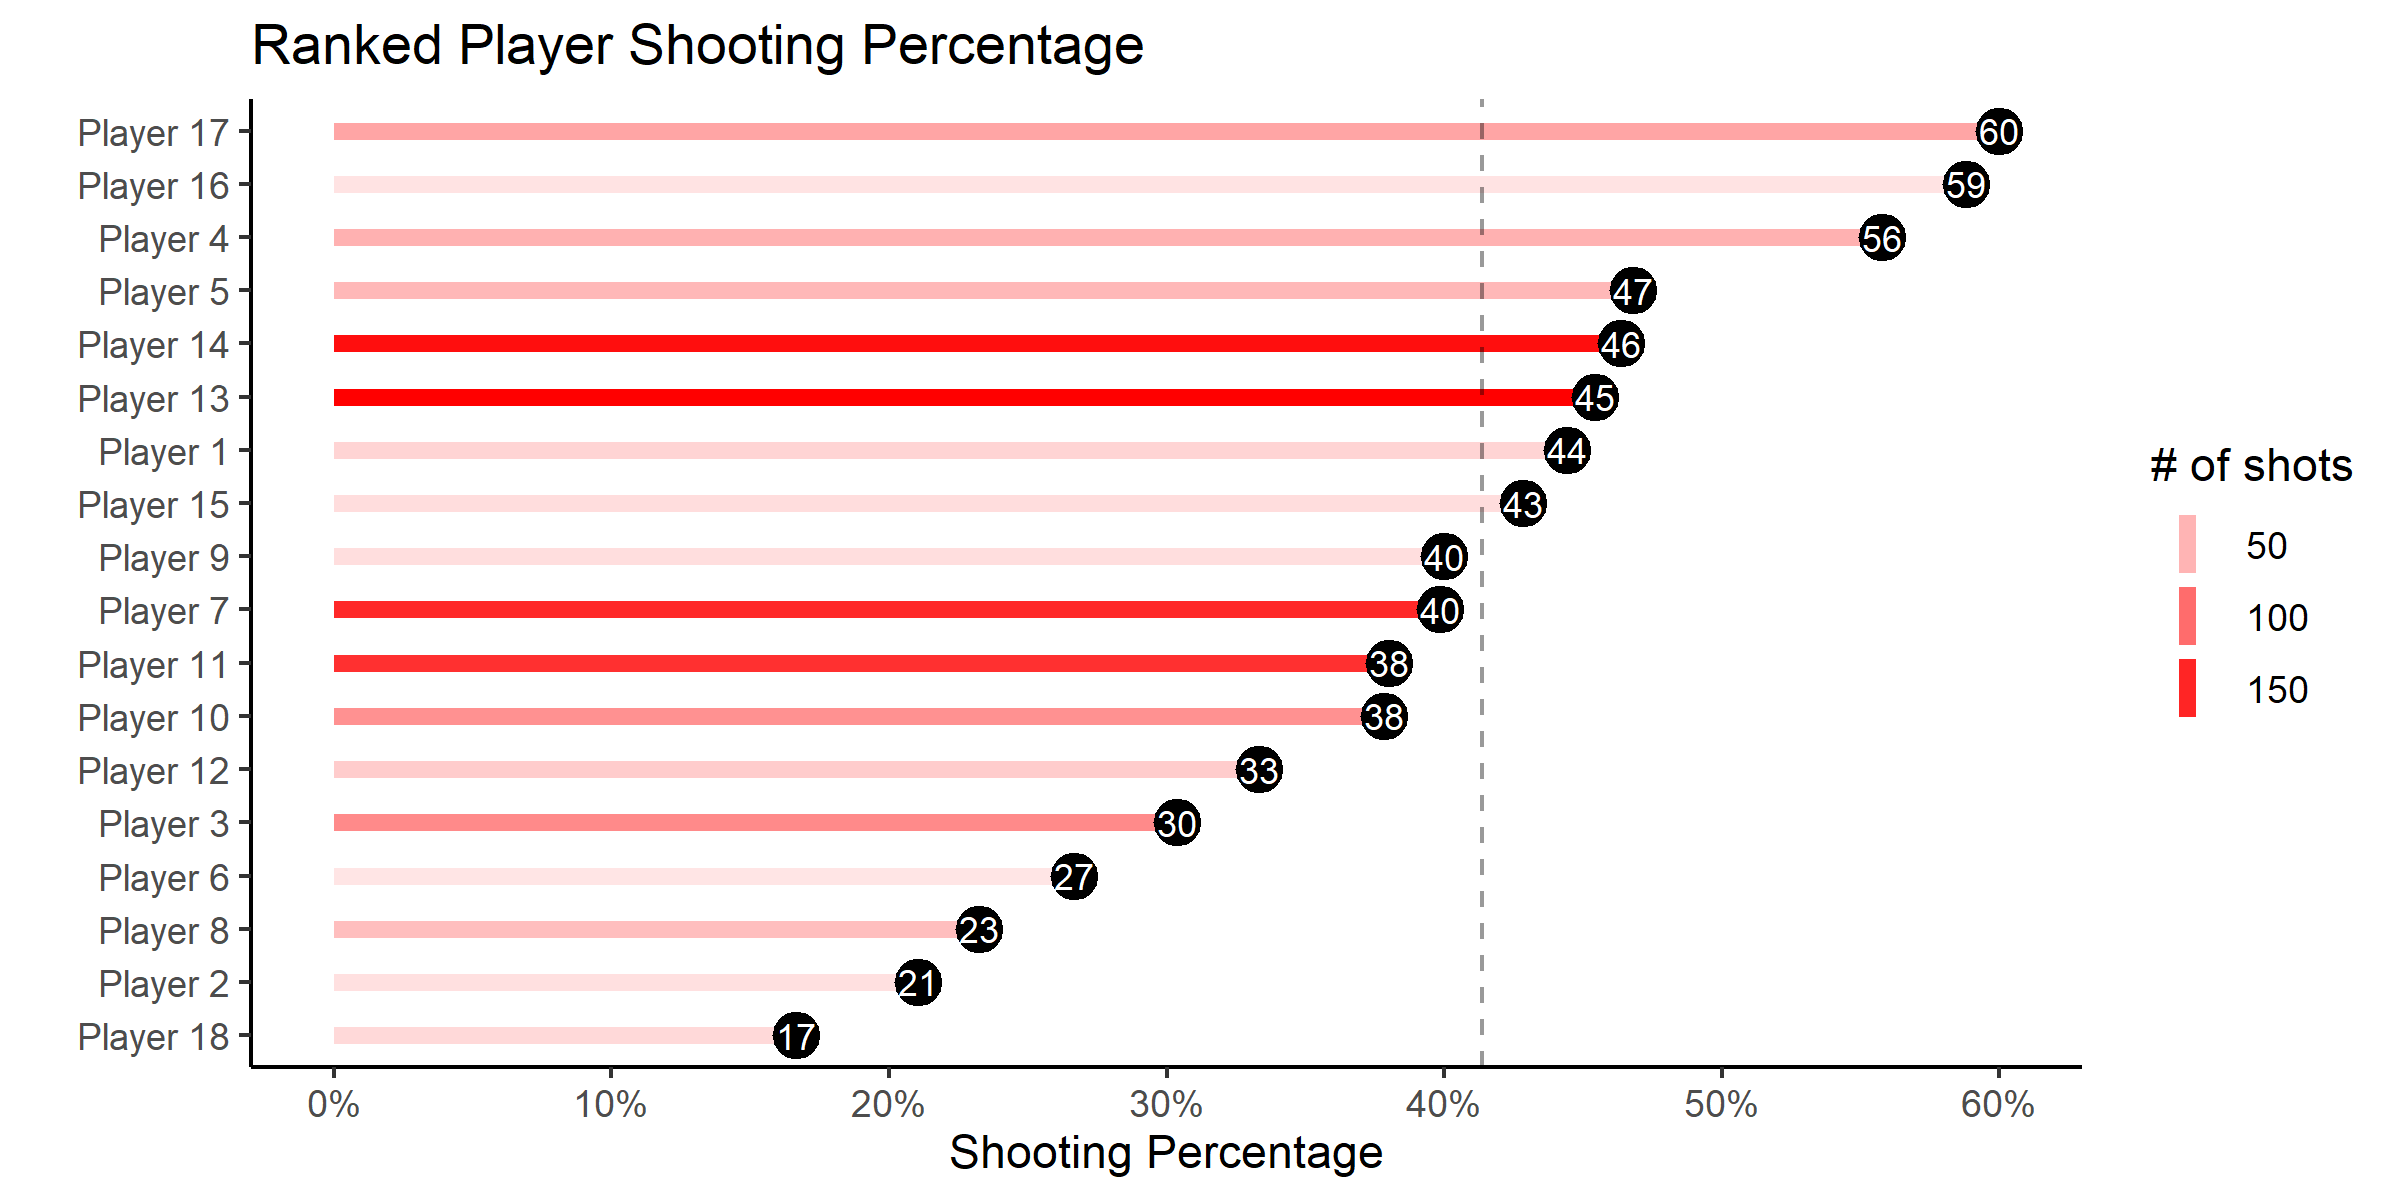 Ranked Player Shooting Percentage
Player 17 60
Player 16 59
Player 4 56
Player 5 47
Player 14 46
Player 13 45
Player 1 44
Player 15 43
Player 9 40
Player 7 40
Player 11 38
Player 10 38
Player 12 33
Player 3 30
Player 6 27
Player 8 23
Player 2 21
Player 18 17
0% 10% 20% 30% 40% 50% 60%
Shooting Percentage
# of shots
50
100
150